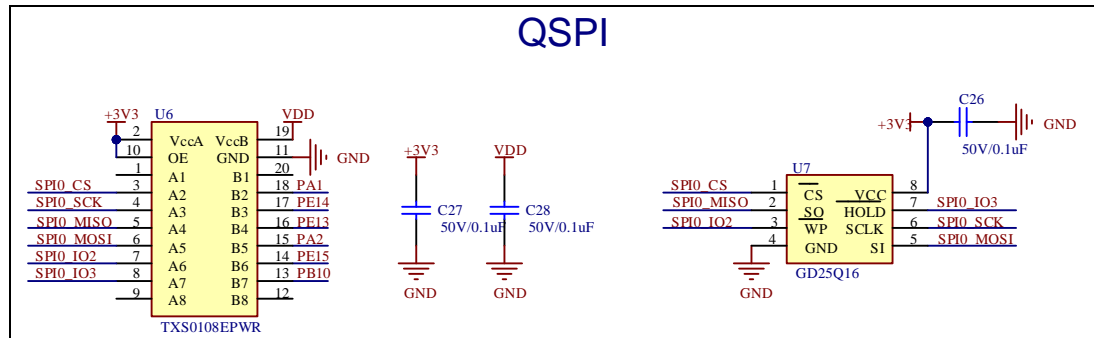 QSPI
+3V3 U6 VDD
2 VccA VccB 19
10 OE GND 11 GND
1 A1 B1 20
SPI0_CS 3 A2 B2 18 PA1
SPI0_SCK 4 A3 B3 17 PE14
SPI0_MISO 5 A4 B4 16 PE13
SPI0_MOSI 6 A5 B5 15 PA2
SPI0_IO2 7 A6 B6 14 PE15
SPI0_IO3 8 A7 B7 13 PB10
9 A8 B8 12
TXS0108EPWR
+3V3 VDD
C27 C28
50V/0.1uF 50V/0.1uF
GND GND
C26
+3V3 GND
50V/0.1uF
U7
SPI0_CS 1 CS VCC 8
SPI0_MISO 2 SO HOLD 7 SPI0_IO3
SPI0_IO2 3 WP SCLK 6 SPI0_SCK
4 GND SI 5 SPI0_MOSI
GD25Q16
GND